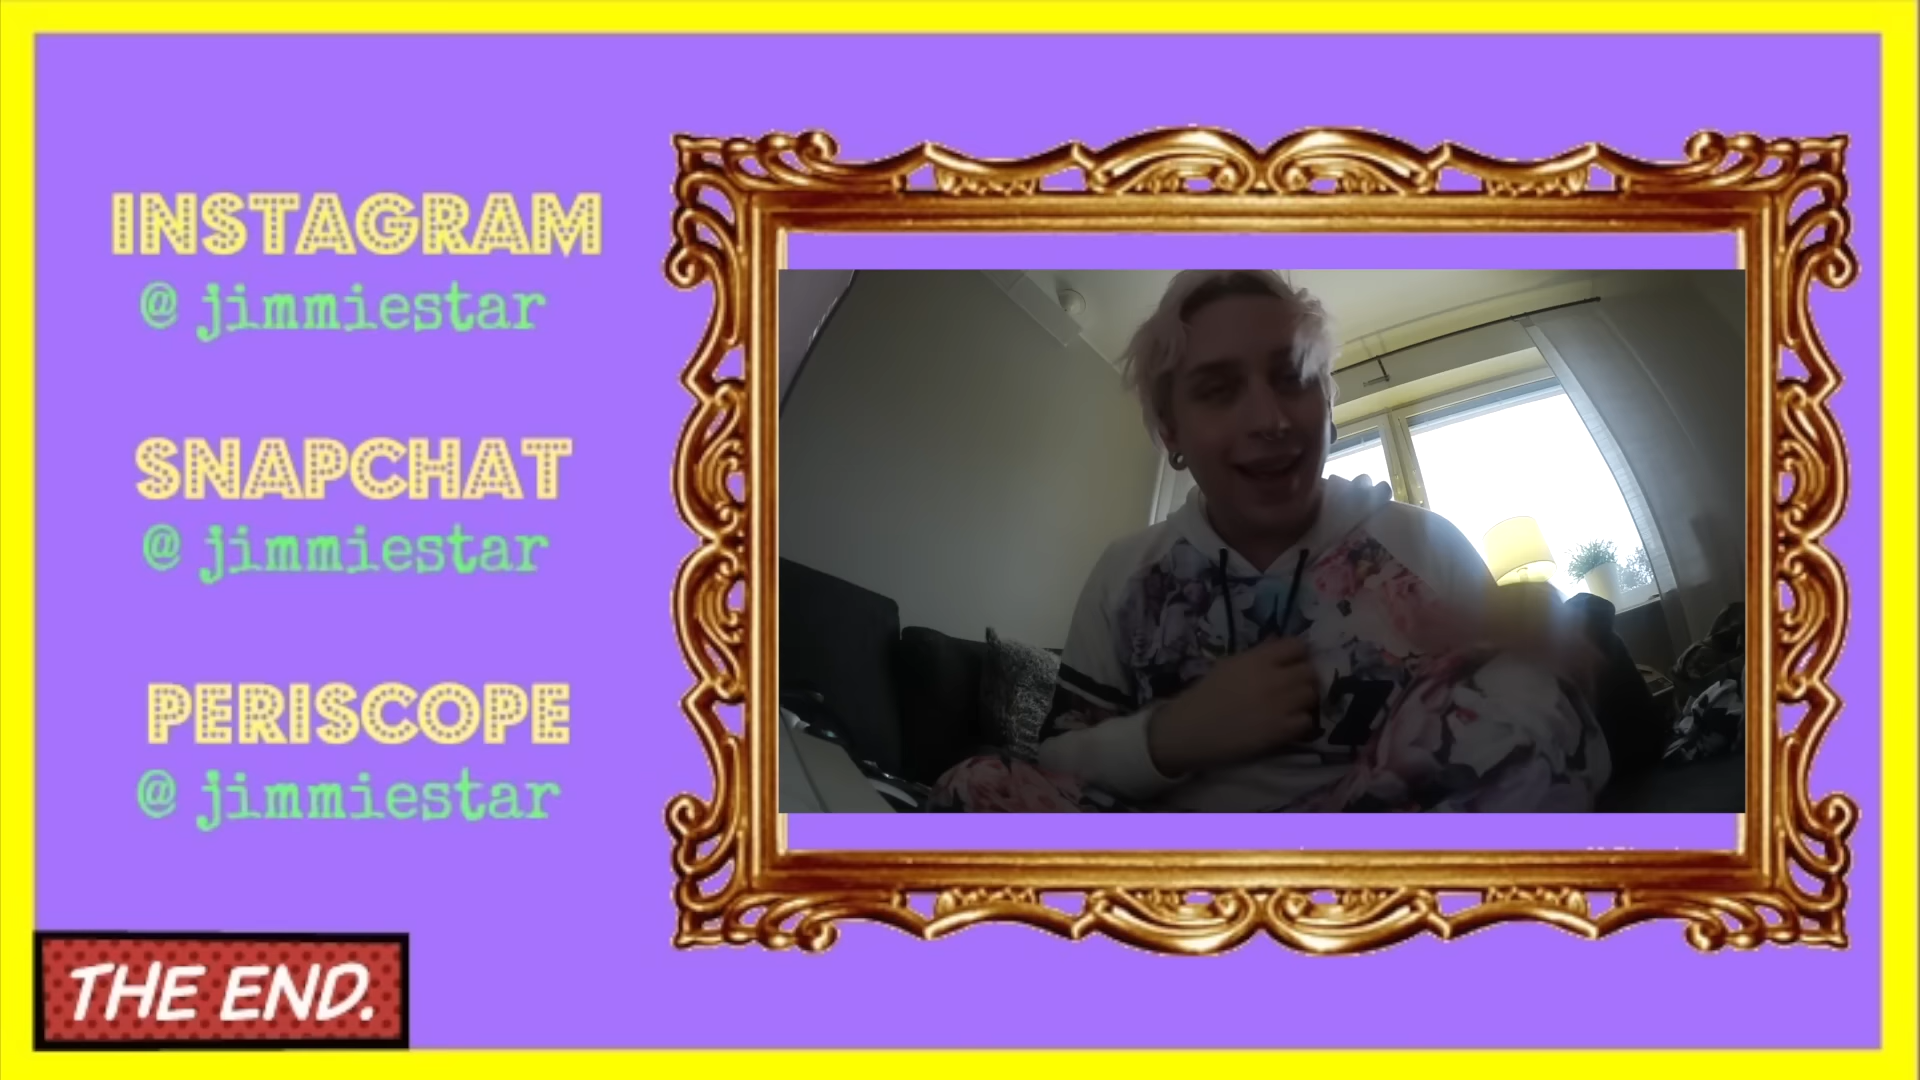 INSTAGRAM
@ jimmiestar
SNAPCHAT
@ jimmiestar
PERISCOPE
@ jimmiestar
THE END.